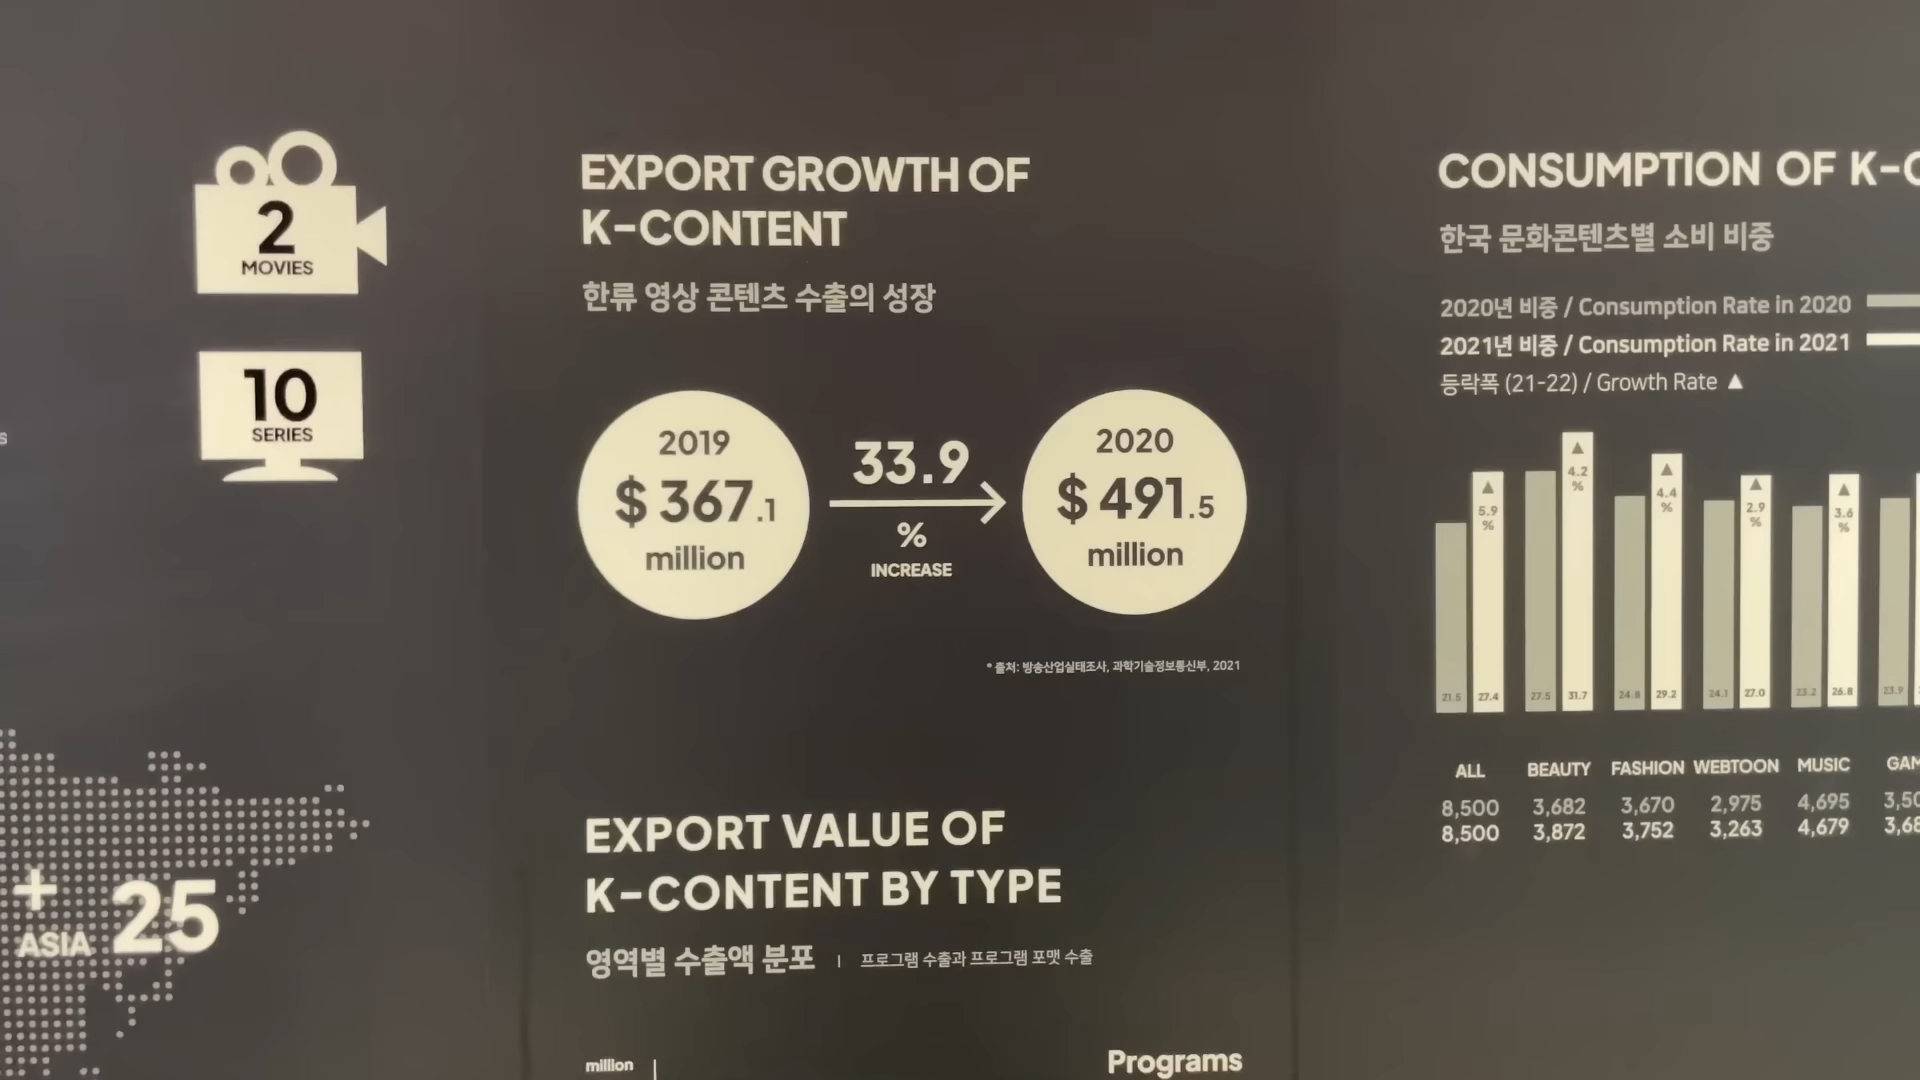 2
MOVIES
10
SERIES
s
+
ASIA 25
EXPORT GROWTH OF
K-CONTENT
한류 영상 콘텐츠 수출의 성장
2019
$ 367.1
million
33.9
%
INCREASE
2020
$ 491.5
million
* 출처: 방송산업실태조사, 과학기술정보통신부, 2021
EXPORT VALUE OF
K-CONTENT BY TYPE
영역별 수출액 분포 | 프로그램 수출과 프로그램 포맷 수출
million
Programs
CONSUMPTION OF K-C
한국 문화콘텐츠별 소비 비중
2020년 비중 / Consumption Rate in 2020
2021년 비중 / Consumption Rate in 2021
등락폭 (21-22) / Growth Rate ▲
▲ ▲ ▲ ▲ ▲
5.9 4.2 4.4 2.9 3.6
% % % % %
21.5 27.4 27.5 31.7 24.8 29.2 24.1 27.0 23.2 26.8 23.9
ALL BEAUTY FASHION WEBTOON MUSIC GAM
8,500 3,682 3,670 2,975 4,695 3,50
8,500 3,872 3,752 3,263 4,679 3,68